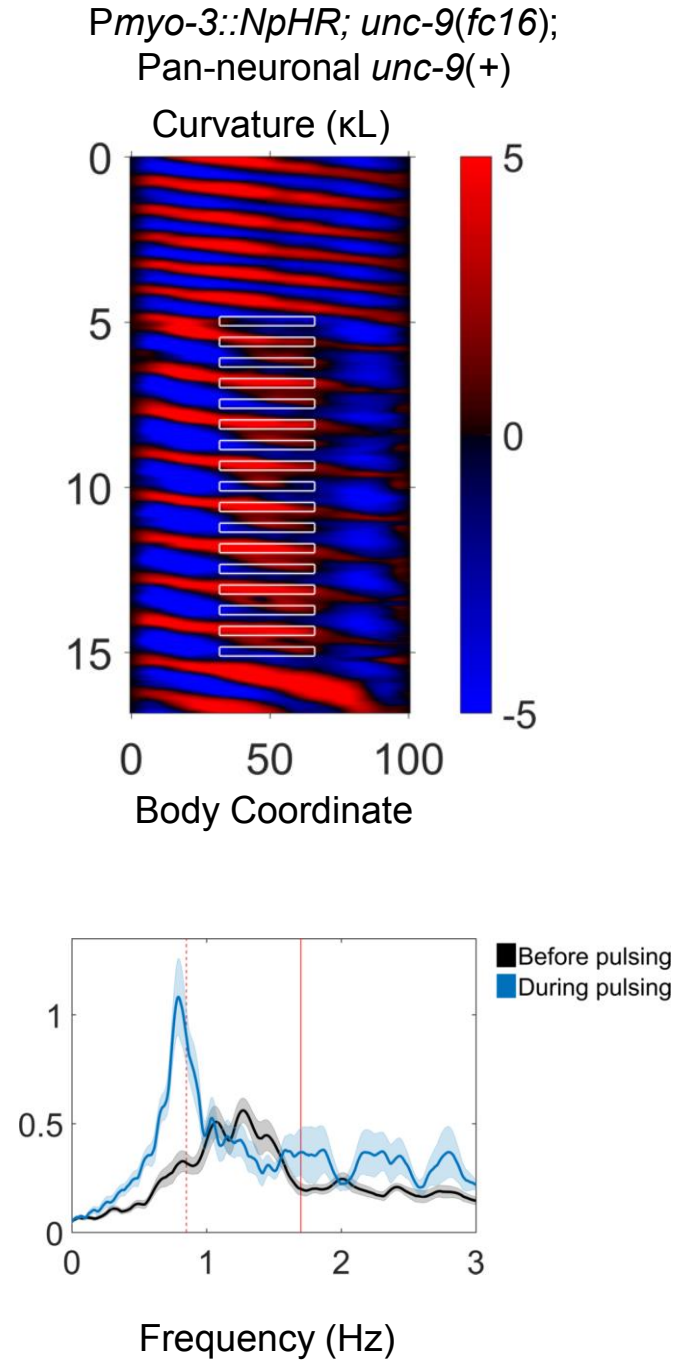 Pmyo-3::NpHR; unc-9(fc16);
Pan-neuronal unc-9(+)
Curvature (κL)
0
5
10
15
0 50 100
5
0
-5
Body Coordinate
1
0.5
0
0 1 2 3
Before pulsing
During pulsing
Frequency (Hz)